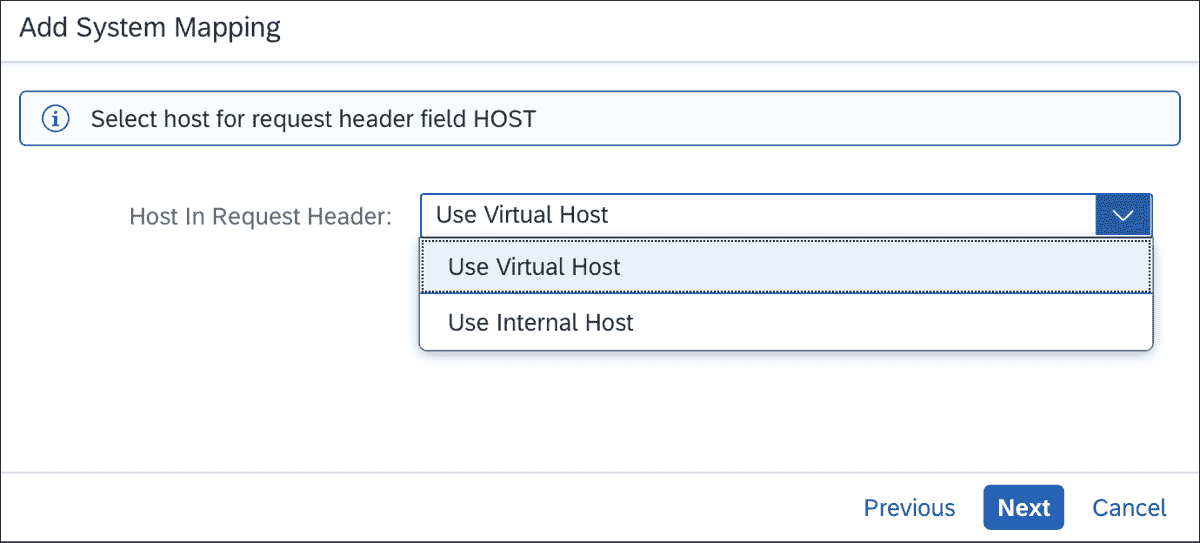 Add System Mapping
Select host for request header field HOST
Host In Request Header: Use Virtual Host
Use Virtual Host
Use Internal Host
Previous Next Cancel